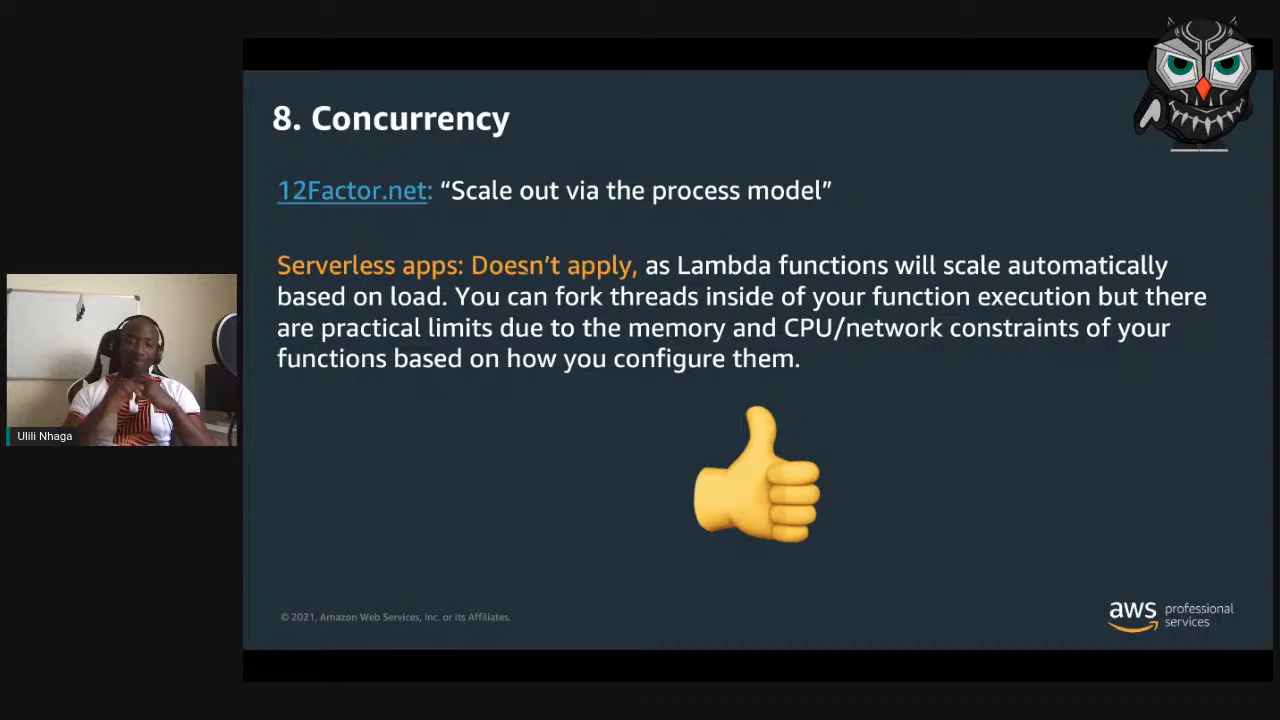 8. Concurrency
12Factor.net: “Scale out via the process model”
Serverless apps: Doesn’t apply, as Lambda functions will scale automatically
based on load. You can fork threads inside of your function execution but there
are practical limits due to the memory and CPU/network constraints of your
functions based on how you configure them.
Ulili Nhaga
© 2021, Amazon Web Services, Inc. or its Affiliates.
aws professional
services